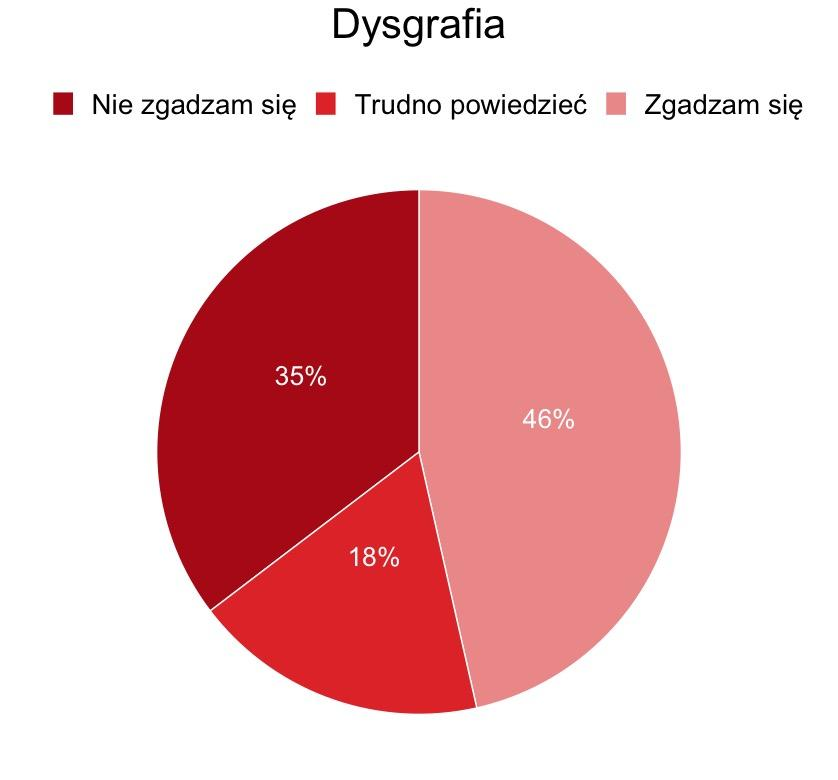 Dysgrafia
Nie zgadzam się Trudno powiedzieć Zgadzam się
35%
46%
18%